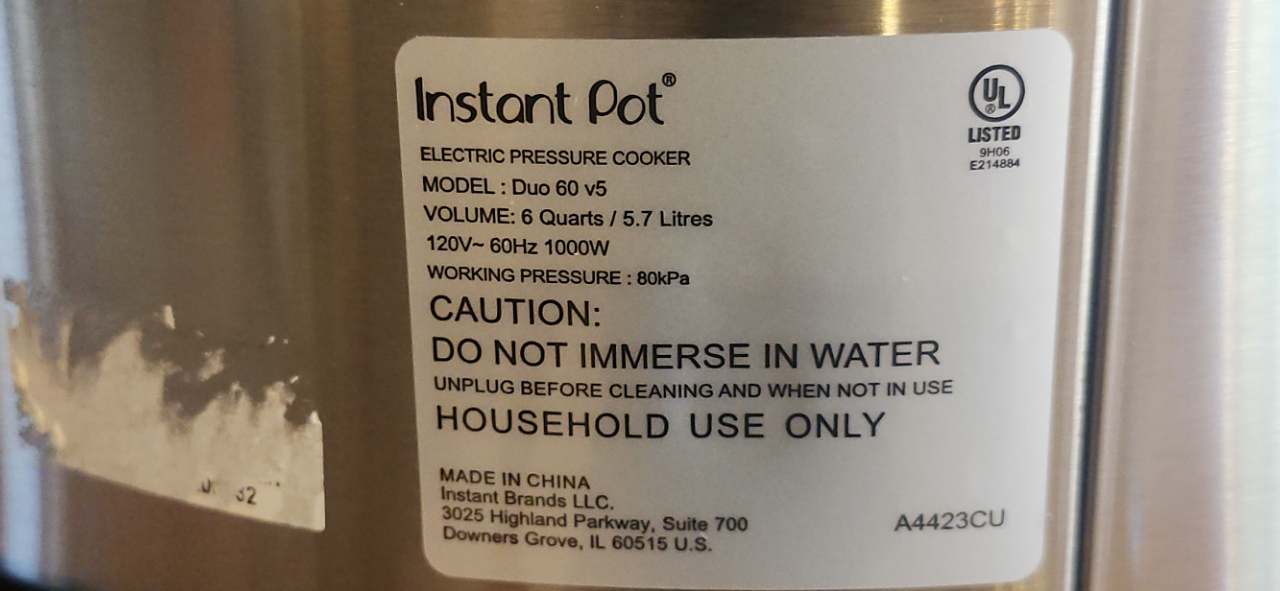 Instant Pot®
UL
®
LISTED
9H06
E214884
ELECTRIC PRESSURE COOKER
MODEL : Duo 60 v5
VOLUME: 6 Quarts / 5.7 Litres
120V~ 60Hz 1000W
WORKING PRESSURE : 80kPa
CAUTION:
DO NOT IMMERSE IN WATER
UNPLUG BEFORE CLEANING AND WHEN NOT IN USE
HOUSEHOLD USE ONLY
MADE IN CHINA
Instant Brands LLC.
3025 Highland Parkway, Suite 700
Downers Grove, IL 60515 U.S.
A4423CU